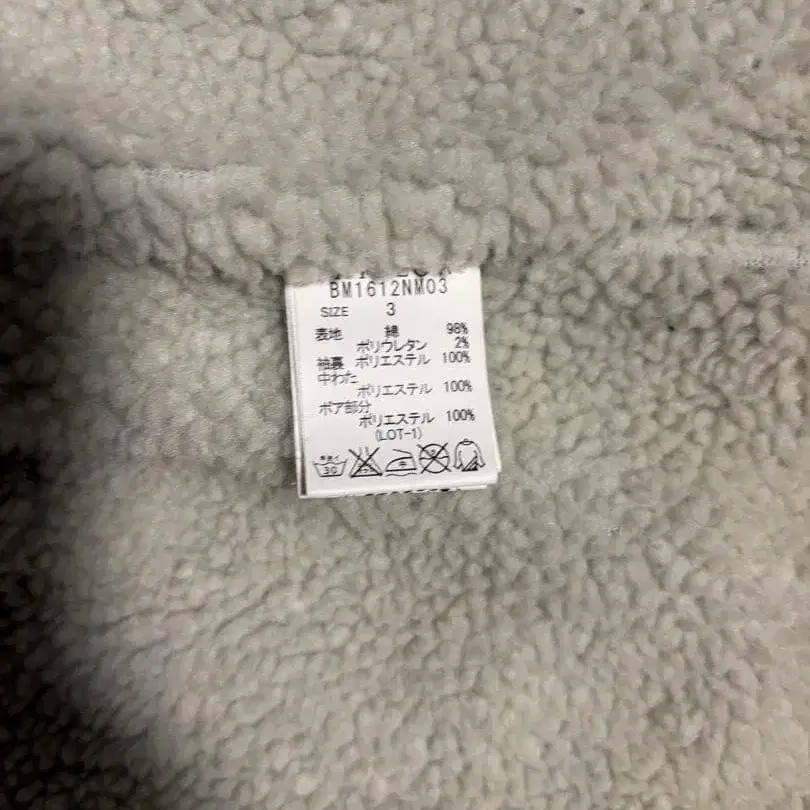 BM1612NM03
SIZE 3
表地 綿 98%
ポリウレタン 2%
袖裏 ポリエステル 100%
中わた
ポリエステル 100%
ボア部分
ポリエステル 100%
(LOT-1)
30